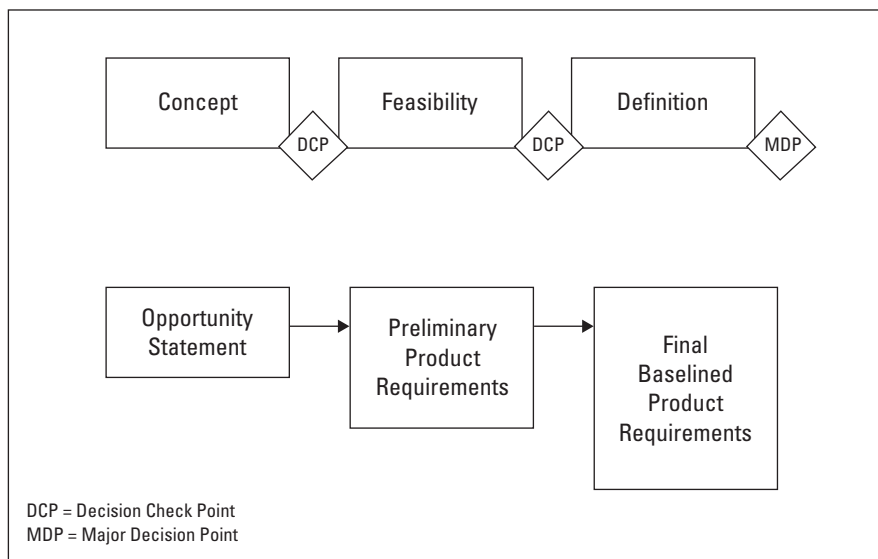 Concept
Feasibility
Definition
DCP
DCP
MDP
Opportunity
Statement
Preliminary
Product
Requirements
Final
Baselined
Product
Requirements
DCP = Decision Check Point
MDP = Major Decision Point